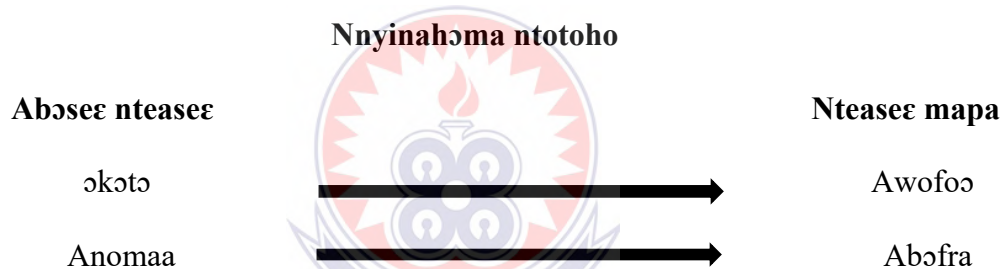 Nnyinahɔma ntotoho
Abɔseɛ nteaseɛ Nteaseɛ mapa
ɔkɔtɔ Awofoɔ
Anomaa Abɔfra